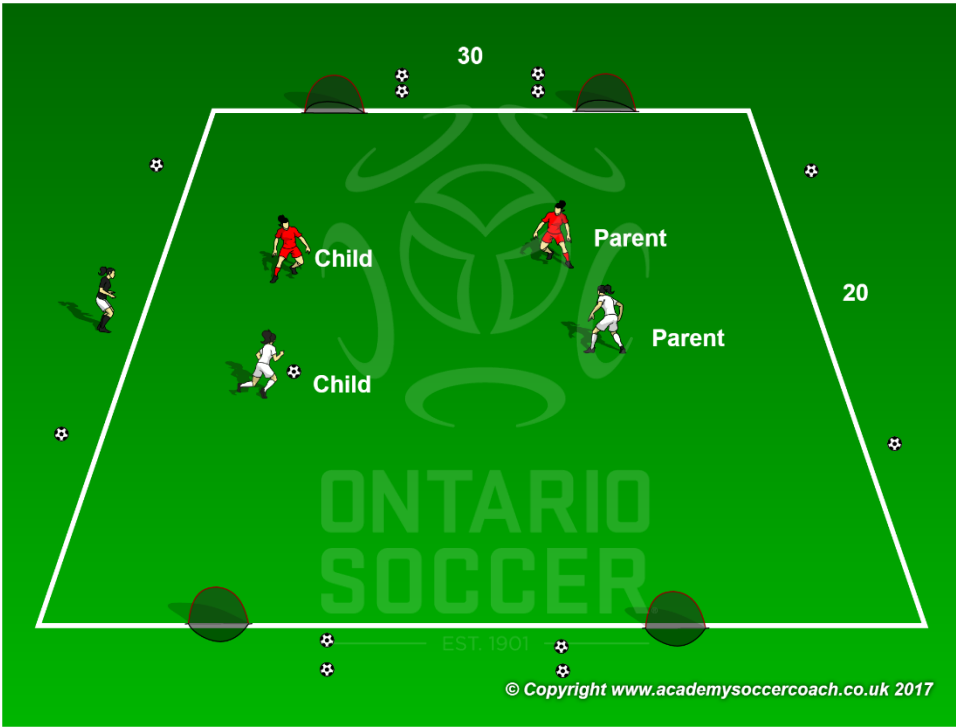 30
Parent
Child
20
Parent
Child
ONTARIO
SOCCER
EST. 1901
© Copyright www.academysoccercoach.co.uk 2017